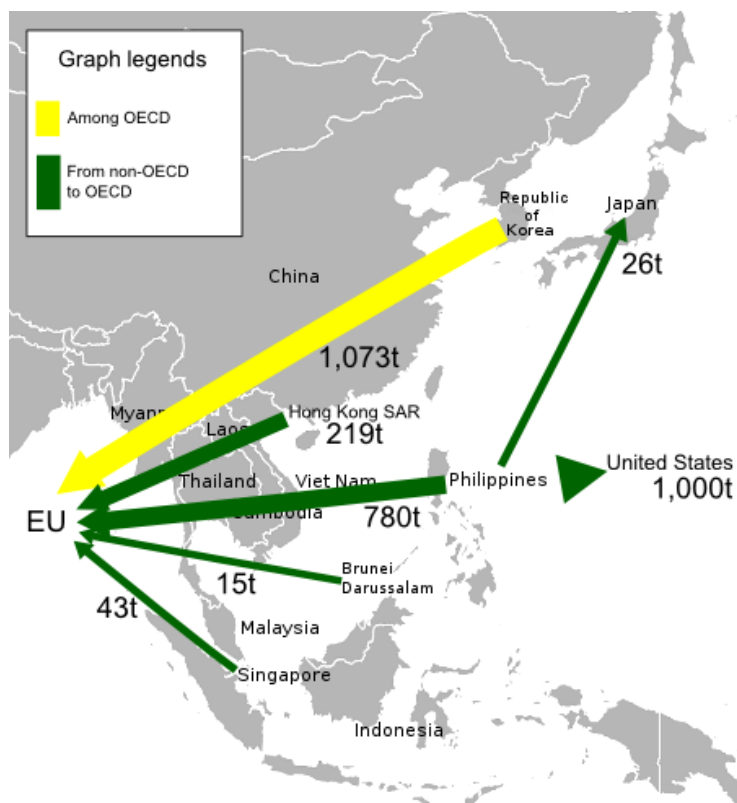 Graph legends
Among OECD
From non-OECD
to OECD
Republic
of
Korea
Japan
26t
China
1,073t
Myanm
Hong Kong SAR
Laos
219t
Thailand
Viet Nam
Philippines
United States
1,000t
Cambodia
780t
EU
Brunei
Darussalam
15t
43t
Malaysia
Singapore
Indonesia